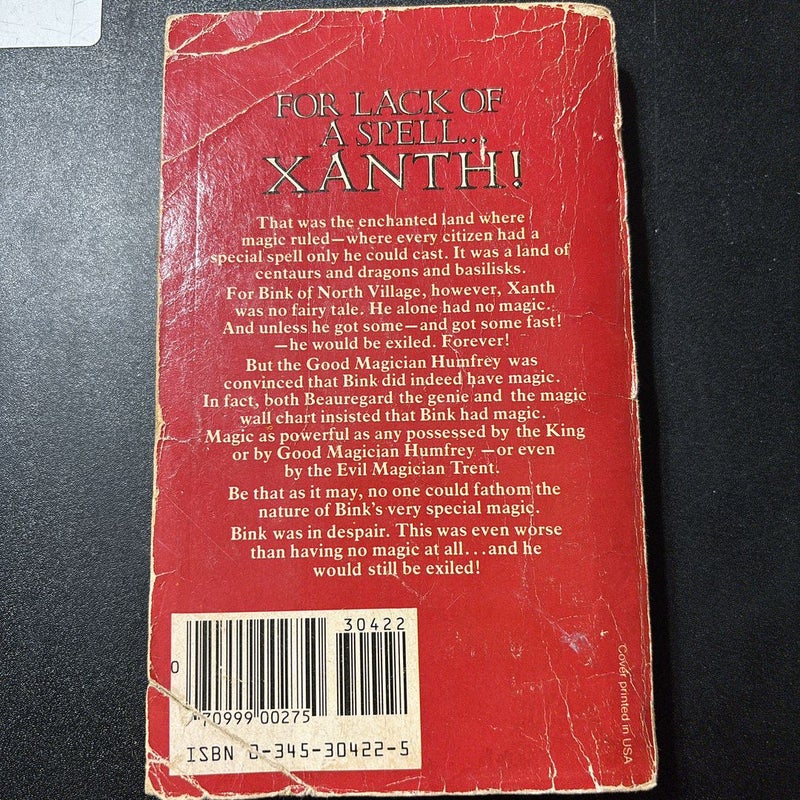 FOR LACK OF
A SPELL...
XANTH!
That was the enchanted land where
magic ruled—where every citizen had a
special spell only he could cast. It was a land of
centaurs and dragons and basilisks.
For Bink of North Village, however, Xanth
was no fairy tale. He alone had no magic.
And unless he got some—and got some fast!
—he would be exiled. Forever!
But the Good Magician Humfrey was
convinced that Bink did indeed have magic.
In fact, both Beauregard the genie and the magic
wall chart insisted that Bink had magic.
Magic as powerful as any possessed by the King
or by Good Magician Humfrey—or even
by the Evil Magician Trent.
Be that as it may, no one could fathom the
nature of Bink's very special magic.
Bink was in despair. This was even worse
than having no magic at all...and he
would still be exiled!
30422
0
70999 00275
ISBN 0-345-30422-5
Cover printed in USA